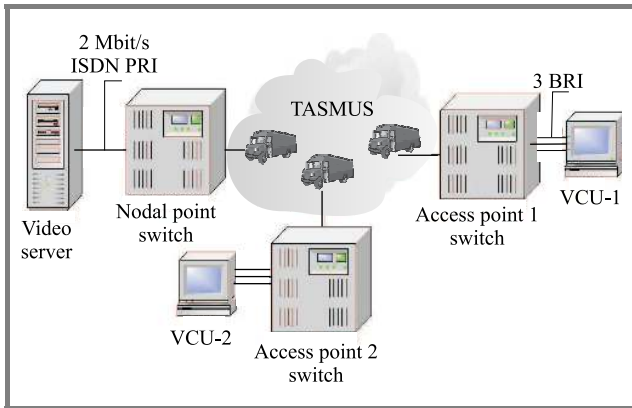 2 Mbit/s
ISDN PRI
TASMUS
3 BRI
Video
server
Nodal point
switch
Access point 1
switch
VCU-1
VCU-2
Access point 2
switch